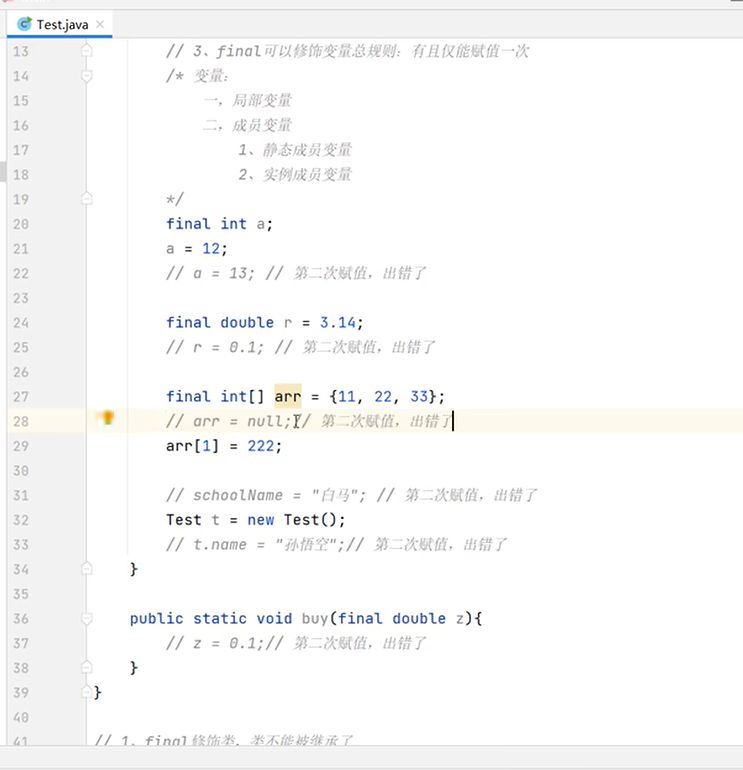 Test.java
13 // 3、final可以修饰变量总规则：有且仅能赋值一次
14 /* 变量：
15 一，局部变量
16 二，成员变量
17 1、静态成员变量
18 2、实例成员变量
19 */
20 final int a;
21 a = 12;
22 // a = 13; // 第二次赋值，出错了
23
24 final double r = 3.14;
25 // r = 0.1; // 第二次赋值，出错了
26
27 final int[] arr = {11, 22, 33};
28 // arr = null;// 第二次赋值，出错了
29 arr[1] = 222;
30
31 // schoolName = "白马"; // 第二次赋值，出错了
32 Test t = new Test();
33 // t.name = "孙悟空";// 第二次赋值，出错了
34 }
35
36 public static void buy(final double z){
37 // z = 0.1;// 第二次赋值，出错了
38 }
39 }
40
41 // 1、final修饰类，类不能被继承了